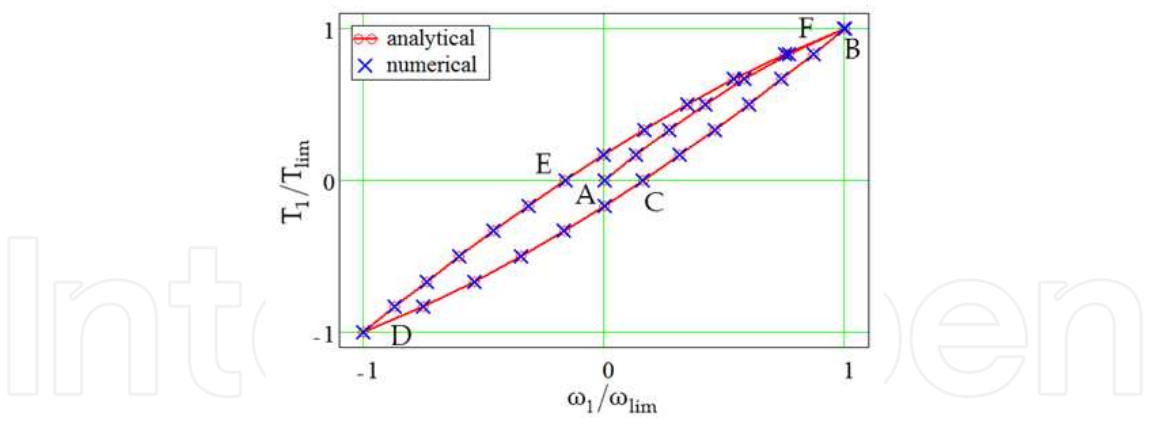 1
F
analytical
B
numerical
T1/Tlim
E
0
A
C
-1
D
-1
0
1
ω1/ωlim
IntechOpen